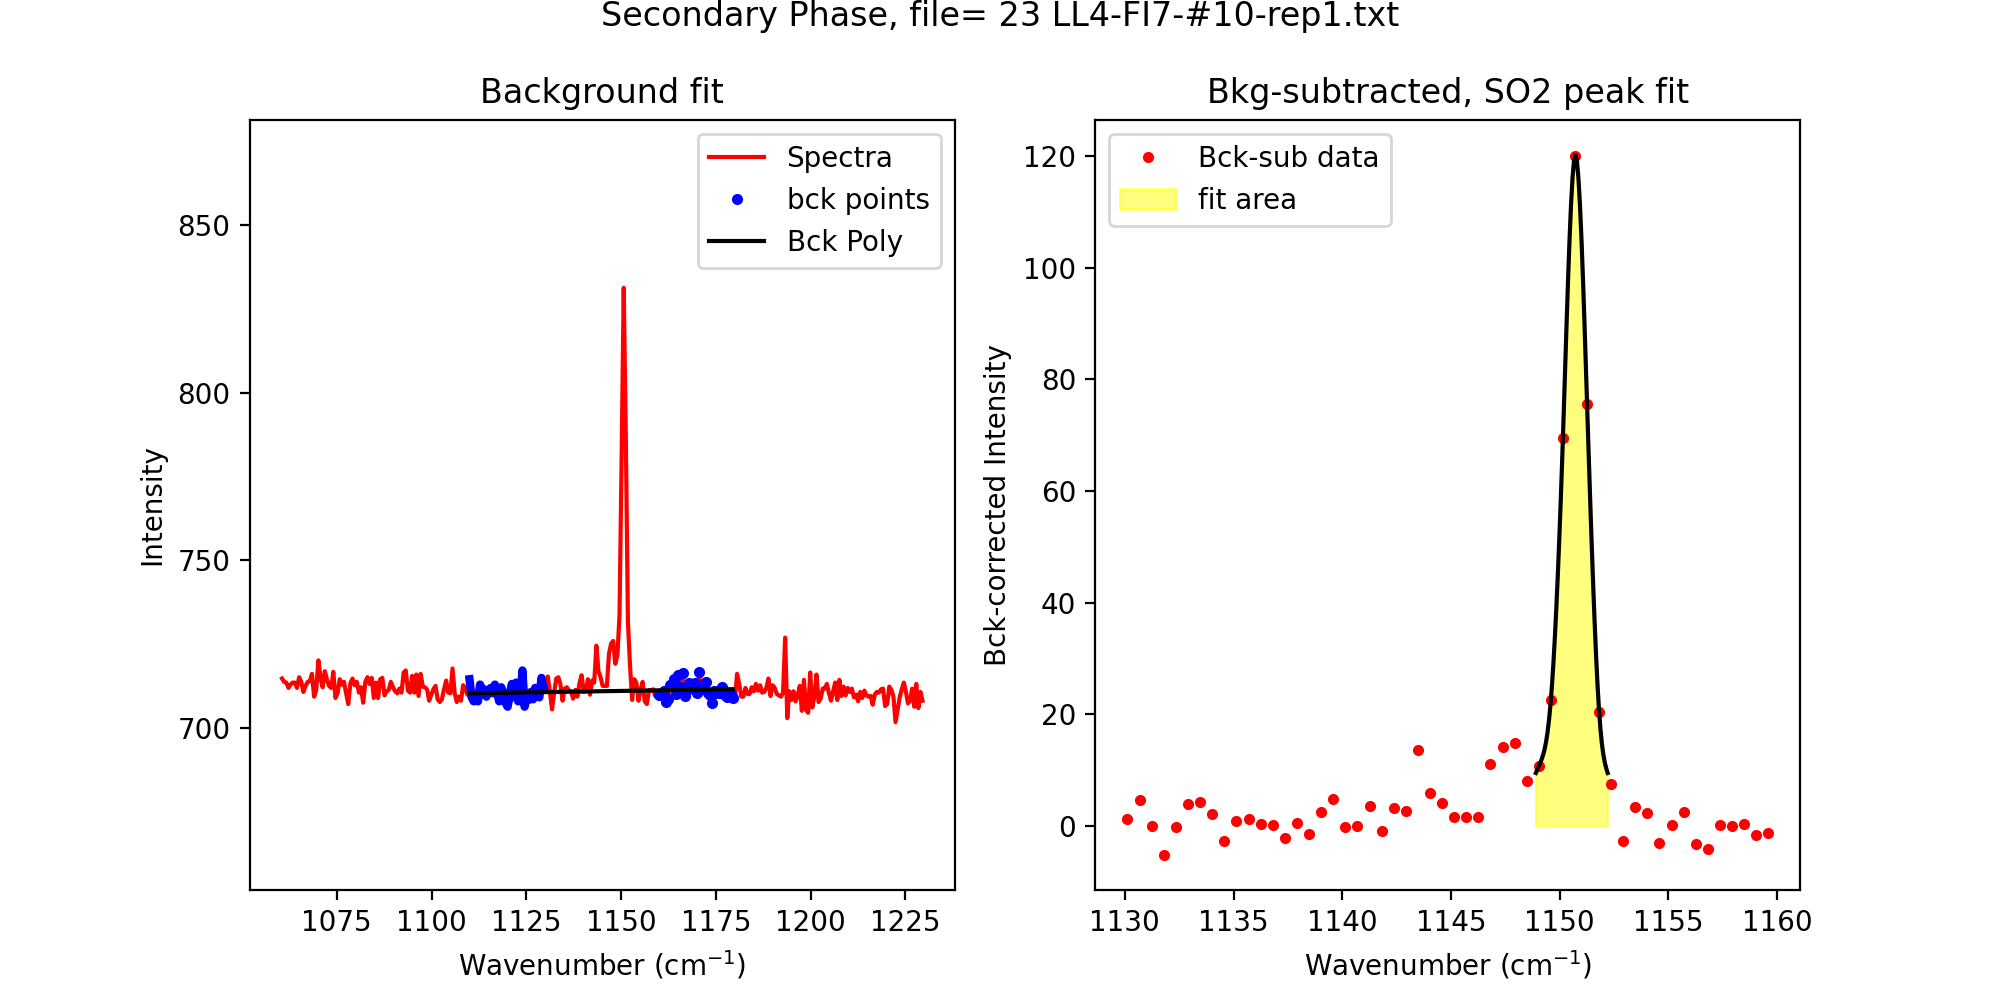 Secondary Phase, file= 23 LL4-FI7-#10-rep1.txt
Background fit
Spectra
bck points
Bck Poly
850
800
750
700
Intensity
1075 1100 1125 1150 1175 1200 1225
Wavenumber (cm⁻¹)
Bkg-subtracted, SO2 peak fit
Bck-sub data
fit area
120
100
80
60
40
20
0
Bck-corrected Intensity
1130 1135 1140 1145 1150 1155 1160
Wavenumber (cm⁻¹)